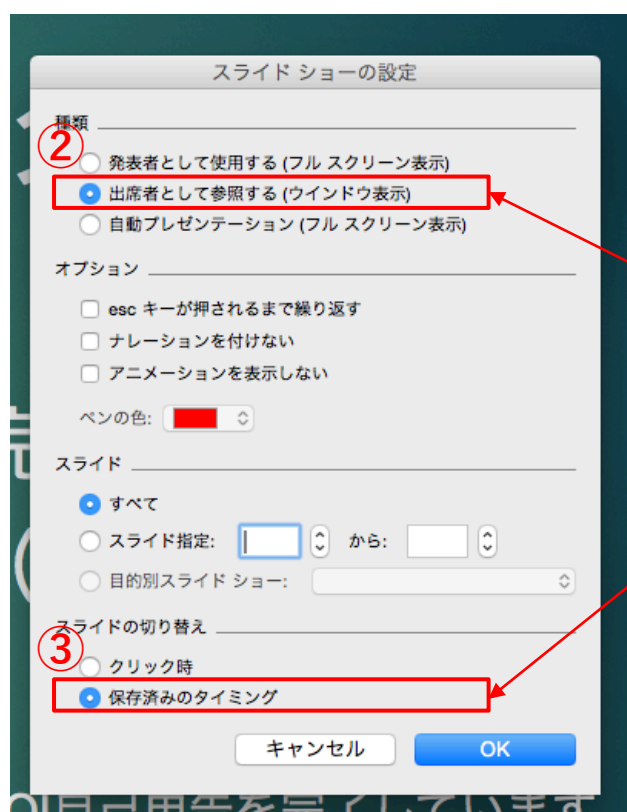 スライド ショーの設定
種類
②
発表者として使用する (フル スクリーン表示)
出席者として参照する (ウインドウ表示)
自動プレゼンテーション (フル スクリーン表示)
オプション
esc キーが押されるまで繰り返す
ナレーションを付けない
アニメーションを表示しない
ペンの色:
スライド
すべて
スライド指定: から:
目的別スライド ショー:
スライドの切り替え
③
クリック時
保存済みのタイミング
キャンセル OK